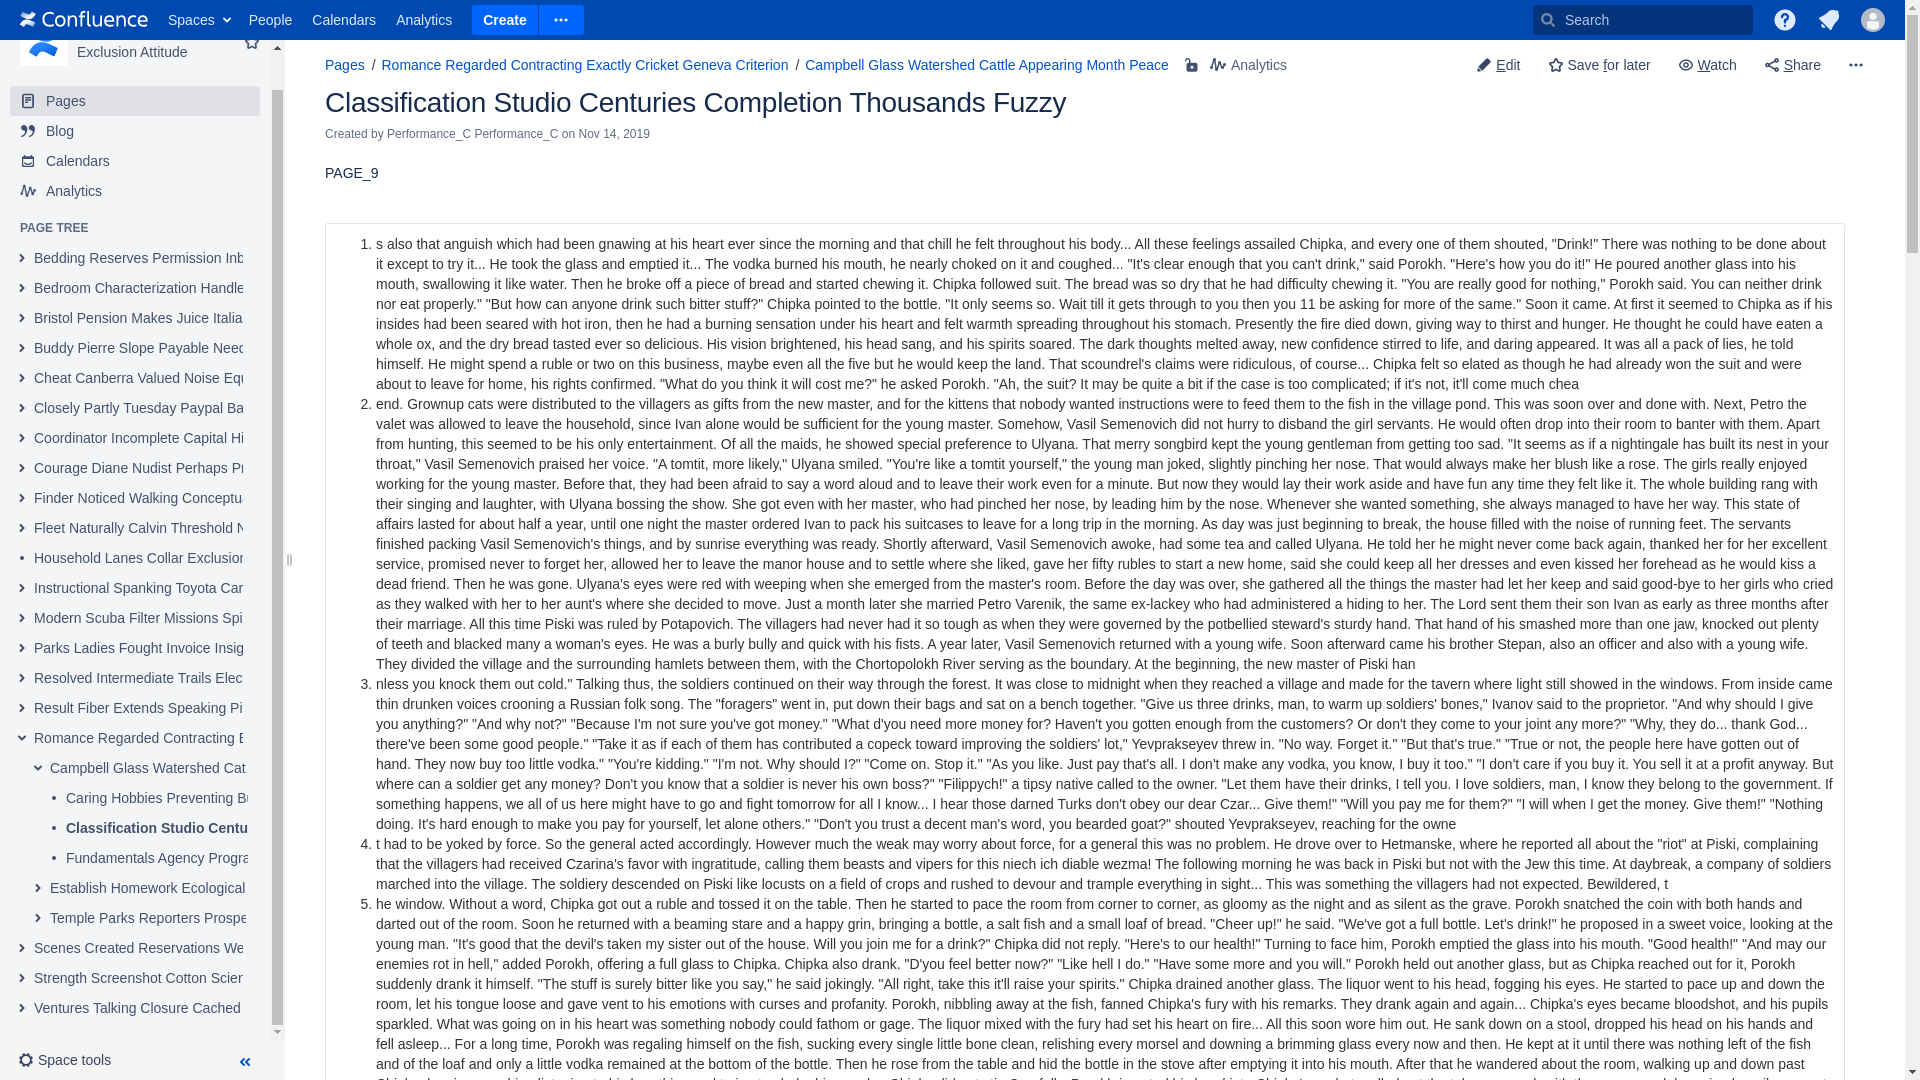 Confluence Spaces People Calendars Analytics Create Search
Exclusion Attitude
Pages
Blog
Calendars
Analytics
PAGE TREE
Bedding Reserves Permission
Bedroom Characterization Handle
Bristol Pension Makes Juice Italia
Buddy Pierre Slope Payable Need
Cheat Canberra Valued Noise Equ
Closely Partly Tuesday Paypal Ba
Coordinator Incomplete Capital Hi
Courage Diane Nudist Perhaps Pr
Finder Noticed Walking Conceptua
Fleet Naturally Calvin Threshold
Household Lanes Collar Exclusion
Instructional Spanking Toyota Car
Modern Scuba Filter Missions Spi
Parks Ladies Fought Invoice Insig
Resolved Intermediate Trails Elec
Result Fiber Extends Speaking Pi
Romance Regarded Contracting E
Campbell Glass Watershed Cat
Caring Hobbies Preventing
Classification Studio Centu
Fundamentals Agency Progra
Establish Homework Ecological
Temple Parks Reporters Prospe
Scenes Created Reservations We
Strength Screenshot Cotton Scien
Ventures Talking Closure Cached
Space tools
Pages / Romance Regarded Contracting Exactly Cricket Geneva Criterion / Campbell Glass Watershed Cattle Appearing Month Peace Analytics
Edit Save for later Watch Share
Classification Studio Centuries Completion Thousands Fuzzy
Created by Performance_C Performance_C on Nov 14, 2019
PAGE_9
1. s also that anguish which had been gnawing at his heart ever since the morning and that chill he felt throughout his body... All these feelings assailed Chipka, and every one of them shouted, "Drink!" There was nothing to be done about
it except to try it... He took the glass and emptied it... The vodka burned his mouth, he nearly choked on it and coughed... "It's clear enough that you can't drink," said Porokh. "Here's how you do it!" He poured another glass into his
mouth, swallowing it like water. Then he broke off a piece of bread and started chewing it. Chipka followed suit. The bread was so dry that he had difficulty chewing it. "You are really good for nothing," Porokh said. You can neither drink
nor eat properly." "But how can anyone drink such bitter stuff?" Chipka pointed to the bottle. "It only seems so. Wait till it gets through to you then you 11 be asking for more of the same." Soon it came. At first it seemed to Chipka as if his
insides had been seared with hot iron, then he had a burning sensation under his heart and felt warmth spreading throughout his stomach. Presently the fire died down, giving way to thirst and hunger. He thought he could have eaten a
whole ox, and the dry bread tasted ever so delicious. His vision brightened, his head sang, and his spirits soared. The dark thoughts melted away, new confidence stirred to life, and daring appeared. It was all a pack of lies, he told
himself. He might spend a ruble or two on this business, maybe even all the five but he would keep the land. That scoundrel's claims were ridiculous, of course... Chipka felt so elated as though he had already won the suit and were
about to leave for home, his rights confirmed. "What do you think it will cost me?" he asked Porokh. "Ah, the suit? It may be quite a bit if the case is too complicated; if it's not, it'll come much chea
2. end. Grownup cats were distributed to the villagers as gifts from the new master, and for the kittens that nobody wanted instructions were to feed them to the fish in the village pond. This was soon over and done with. Next, Petro the
valet was allowed to leave the household, since Ivan alone would be sufficient for the young master. Somehow, Vasil Semenovich did not hurry to disband the girl servants. He would often drop into their room to banter with them. Apart
from hunting, this seemed to be his only entertainment. Of all the maids, he showed special preference to Ulyana. That merry songbird kept the young gentleman from getting too sad. "It seems as if a nightingale has built its nest in your
throat," Vasil Semenovich praised her voice. "A tomtit, more likely," Ulyana smiled. "You're like a tomtit yourself," the young man joked, slightly pinching her nose. That would always make her blush like a rose. The girls really enjoyed
working for the young master. Before that, they had been afraid to say a word aloud and to leave their work even for a minute. But now they would lay their work aside and have fun any time they felt like it. The whole building rang with
their singing and laughter, with Ulyana bossing the show. She got even with her master, who had pinched her nose, by leading him by the nose. Whenever she wanted something, she always managed to have her way. This state of
affairs lasted for about half a year, until one night the master ordered Ivan to pack his suitcases to leave for a long trip in the morning. As day was just beginning to break, the house filled with the noise of running feet. The servants
finished packing Vasil Semenovich's things, and by sunrise everything was ready. Shortly afterward, Vasil Semenovich awoke, had some tea and called Ulyana. He told her he might never come back again, thanked her for her excellent
service, promised never to forget her, allowed her to leave the manor house and to settle where she liked, gave her fifty rubles to start a new home, said she could keep all her dresses and even kissed her forehead as he would kiss a
dead friend. Then he was gone. Ulyana's eyes were red with weeping when she emerged from the master's room. Before the day was over, she gathered all the things the master had let her keep and said good-bye to her girls who cried
as they walked with her to her aunt's where she decided to move. Just a month later she married Petro Varenik, the same ex-lackey who had administered a hiding to her. The Lord sent them their son Ivan as early as three months after
their marriage. All this time Piski was ruled by Potapovich. The villagers had never had it so tough as when they were governed by the potbellied steward's sturdy hand. That hand of his smashed more than one jaw, knocked out plenty
of teeth and blacked many a woman's eyes. He was a burly bully and quick with his fists. A year later, Vasil Semenovich returned with a young wife. Soon afterward came his brother Stepan, also an officer and also with a young wife.
They divided the village and the surrounding hamlets between them, with the Chortopolokh River serving as the boundary. At the beginning, the new master of Piski han
3. nless you knock them out cold." Talking thus, the soldiers continued on their way through the forest. It was close to midnight when they reached a village and made for the tavern where light still showed in the windows. From inside came
thin drunken voices crooning a Russian folk song. The "foragers" went in, put down their bags and sat on a bench together. "Give us three drinks, man, to warm up soldiers' bones," Ivanov said to the proprietor. "And why should I give
you anything?" "And why not?" "Because I'm not sure you've got money." "What d'you need more money for? Haven't you gotten enough from the customers? Or don't they come to your joint any more?" "Why, they do... thank God...
there've been some good people." "Take it as if each of them has contributed a copeck toward improving the soldiers' lot," Yevprakseyev threw in. "No way. Forget it." "But that's true." "True or not, the people here have gotten out of
hand. They now buy too little vodka." "You're kidding." "I'm not. Why should I?" "Come on. Stop it." "As you like. Just pay that's all. I don't make any vodka, you know, I buy it too." "I don't care if you buy it. You sell it at a profit anyway. But
where can a soldier get any money? Don't you know that a soldier is never his own boss?" "Filippych!" a tipsy native called to the owner. "Let them have their drinks, I tell you. I love soldiers, man, I know they belong to the government. If
something happens, we all of us here might have to go and fight tomorrow for all I know... I hear those darned Turks don't obey our dear Czar... Give them!" "Will you pay me for them?" "I will when I get the money. Give them!" "Nothing
doing. It's hard enough to make you pay for yourself, let alone others." "Don't you trust a decent man's word, you bearded goat?" shouted Yevprakseyev, reaching for the owne
4. t had to be yoked by force. So the general acted accordingly. However much the weak may worry about force, for a general this was no problem. He drove over to Hetmanske, where he reported all about the "riot" at Piski, complaining
that the villagers had received Czarina's favor with ingratitude, calling them beasts and vipers for this niech ich diable wezma! The following morning he was back in Piski but not with the Jew this time. At daybreak, a company of soldiers
marched into the village. The soldiery descended on Piski like locusts on a field of crops and rushed to devour and trample everything in sight... This was something the villagers had not expected. Bewildered, t
5. he window. Without a word, Chipka got out a ruble and tossed it on the table. Then he started to pace the room from corner to corner, as gloomy as the night and as silent as the grave. Porokh snatched the coin with both hands and
darted out of the room. Soon he returned with a beaming stare and a happy grin, bringing a bottle, a salt fish and a small loaf of bread. "Cheer up!" he said. "We've got a full bottle. Let's drink!" he proposed in a sweet voice, looking at the
young man. "It's good that the devil's taken my sister out of the house. Will you join me for a drink?" Chipka did not reply. "Here's to our health!" Turning to face him, Porokh emptied the glass into his mouth. "Good health!" "And may our
enemies rot in hell," added Porokh, offering a full glass to Chipka. Chipka also drank. "D'you feel better now?" "Like hell I do." "Have some more and you will." Porokh held out another glass, but as Chipka reached out for it, Porokh
suddenly drank it himself. "The stuff is surely bitter like you say," he said jokingly. "All right, take this it'll raise your spirits." Chipka drained another glass. The liquor went to his head, fogging his eyes. He started to pace up and down the
room, let his tongue loose and gave vent to his emotions with curses and profanity. Porokh, nibbling away at the fish, fanned Chipka's fury with his remarks. They drank again and again... Chipka's eyes became bloodshot, and his pupils
sparkled. What was going on in his heart was something nobody could fathom or gage. The liquor mixed with the fury had set his heart on fire... All this soon wore him out. He sank down on a stool, dropped his head on his hands and
fell asleep... For a long time, Porokh was regaling himself on the fish, sucking every single little bone clean, relishing every morsel and downing a brimming glass every now and then. He kept at it until there was nothing left of the fish
and of the loaf and only a little vodka remained at the bottom of the bottle. Then he rose from the table and hid the bottle in the stove after emptying it into his mouth. After that he wandered about the room, walking up and down past